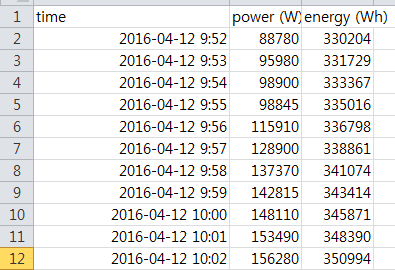 1 time power (W) energy (Wh)
2 2016-04-12 9:52 88780 330204
3 2016-04-12 9:53 95980 331729
4 2016-04-12 9:54 98900 333367
5 2016-04-12 9:55 98845 335016
6 2016-04-12 9:56 115910 336798
7 2016-04-12 9:57 128900 338861
8 2016-04-12 9:58 137370 341074
9 2016-04-12 9:59 142815 343414
10 2016-04-12 10:00 148110 345871
11 2016-04-12 10:01 153490 348390
12 2016-04-12 10:02 156280 350994